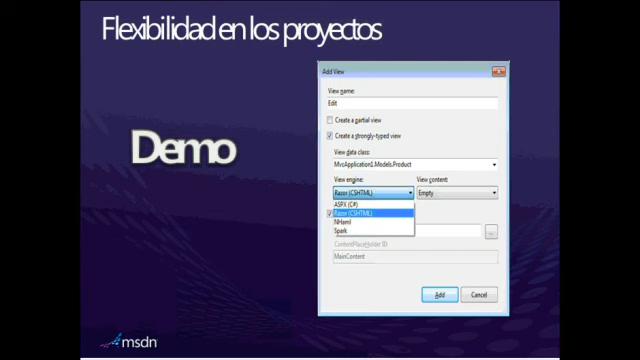 Flexibilidad en los proyectos
Demo
Add View
View name:
Edit
Create a partial view
Create a strongly-typed view
View data class:
MvcApplication1.Models.Product
View engine:
View content:
Razor (CSHTML)
Empty
ASPX (C#)
Razor (CSHTML)
NHaml
Spark
...
ContentPlaceHolder ID:
MainContent
Add
Cancel
msdn